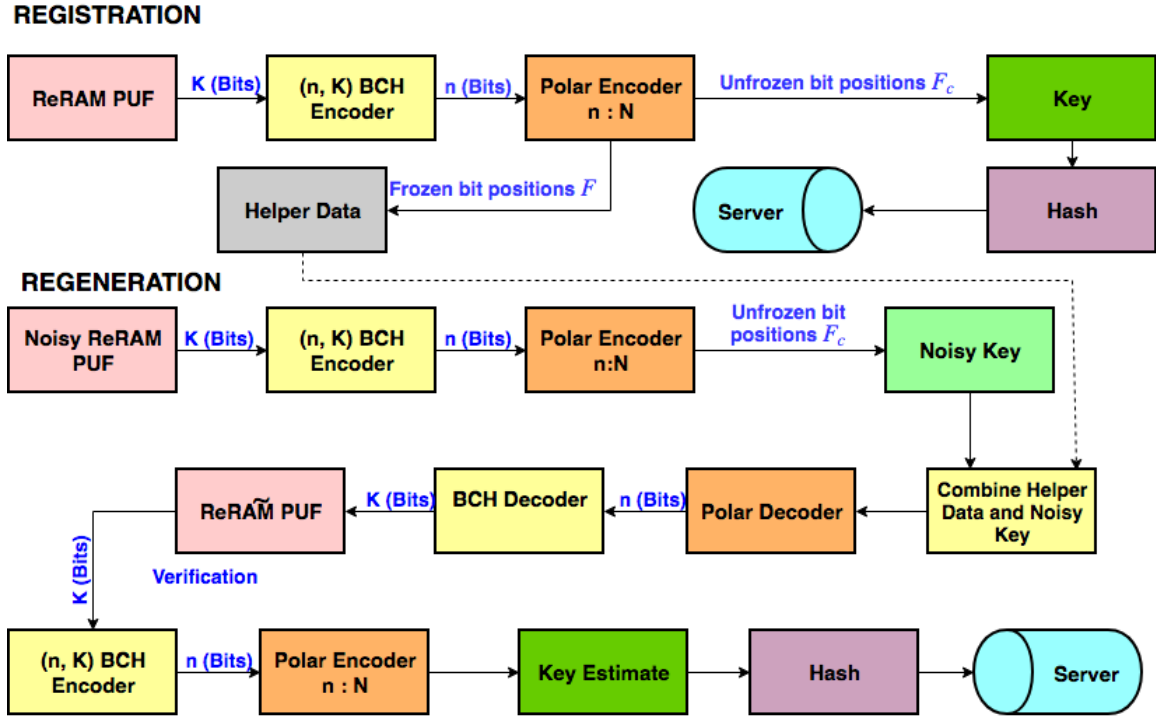 REGISTRATION
ReRAM PUF
K (Bits)
(n, K) BCH
Encoder
n (Bits)
Polar Encoder
n : N
Unfrozen bit positions F_c
Key
Helper Data
Frozen bit positions F
Server
Hash
REGENERATION
Noisy ReRAM
PUF
K (Bits)
(n, K) BCH
Encoder
n (Bits)
Polar Encoder
n:N
Unfrozen bit
positions F_c
Noisy Key
ReRAM̃ PUF
K (Bits)
BCH Decoder
n (Bits)
Polar Decoder
Combine Helper
Data and Noisy
Key
K (Bits)
Verification
(n, K) BCH
Encoder
n (Bits)
Polar Encoder
n : N
Key Estimate
Hash
Server